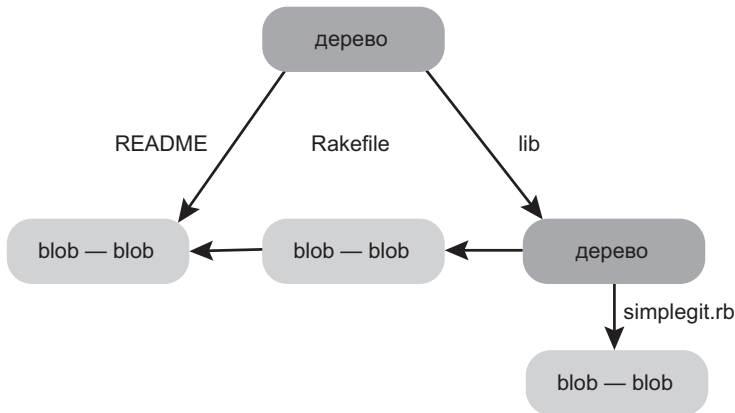 дерево
README
Rakefile
lib
blob — blob
blob — blob
дерево
simplegit.rb
blob — blob